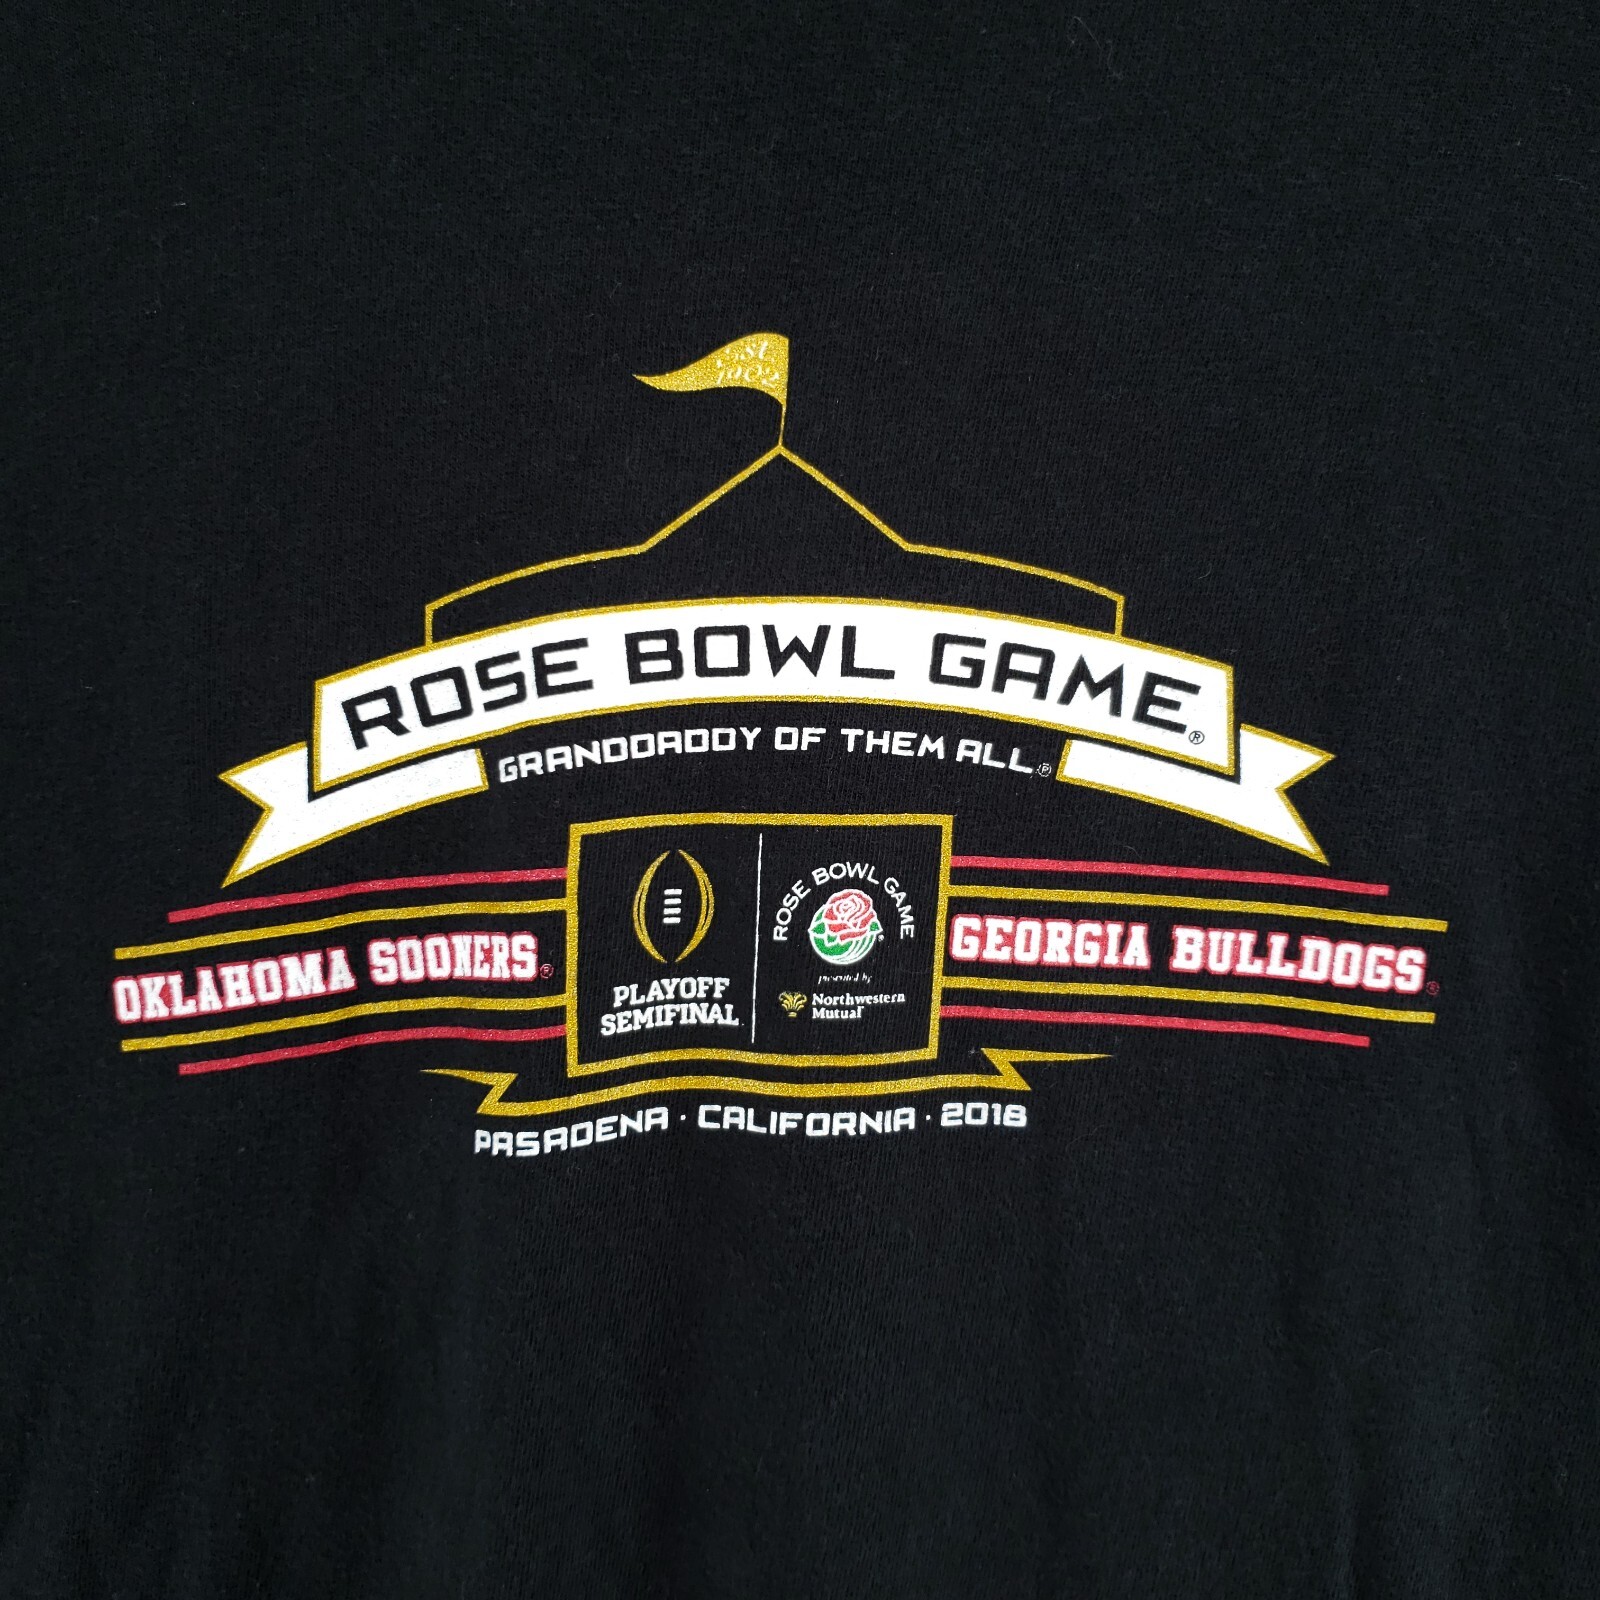 Est.
1902
ROSE BOWL GAME®
GRANDDADDY OF THEM ALL®
OKLAHOMA SOONERS®
PLAYOFF
SEMIFINAL
ROSE BOWL GAME
presented by
Northwestern
Mutual
GEORGIA BULLDOGS®
PASADENA · CALIFORNIA · 2018